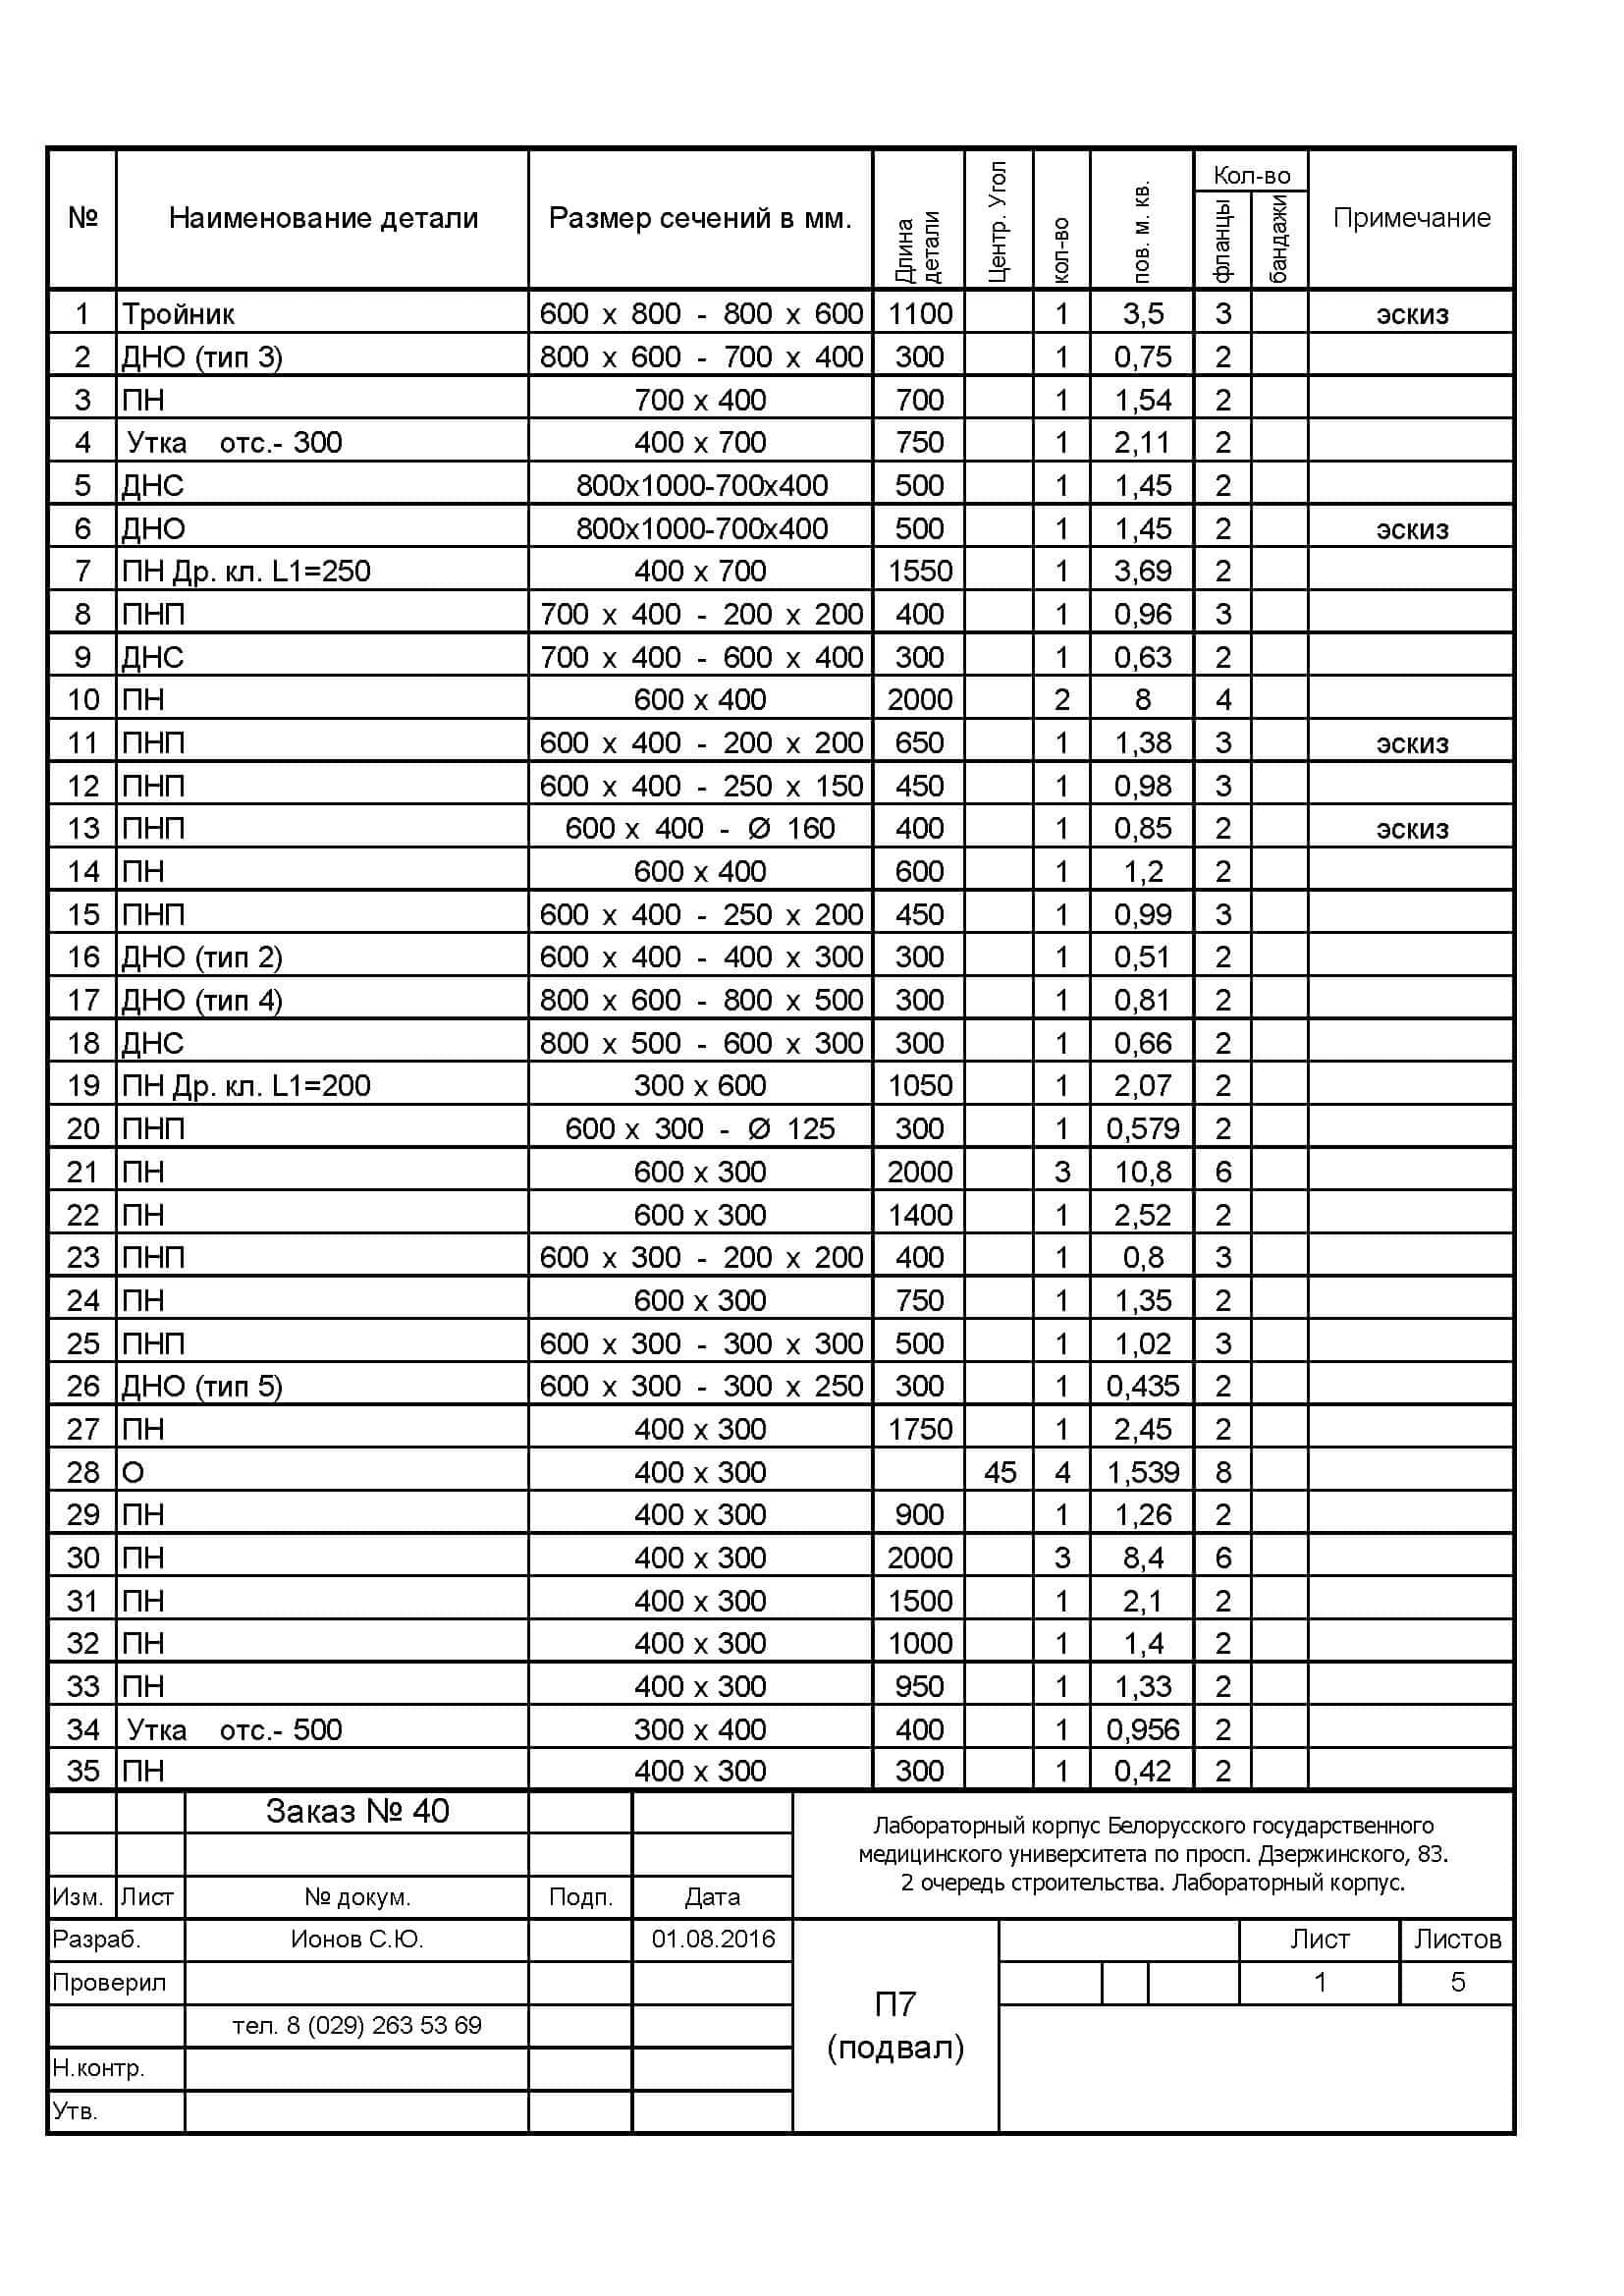 № Наименование детали Размер сечений в мм. Длина детали Центр. Угол кол-во пов. м. кв. Кол-во фланцы бандажи Примечание
1 Тройник 600 x 800 - 800 x 600 1100 1 3,5 3 эскиз
2 ДНО (тип 3) 800 x 600 - 700 x 400 300 1 0,75 2
3 ПН 700 x 400 700 1 1,54 2
4 Утка отс.- 300 400 x 700 750 1 2,11 2
5 ДНС 800x1000-700x400 500 1 1,45 2
6 ДНО 800x1000-700x400 500 1 1,45 2 эскиз
7 ПН Др. кл. L1=250 400 x 700 1550 1 3,69 2
8 ПНП 700 x 400 - 200 x 200 400 1 0,96 3
9 ДНС 700 x 400 - 600 x 400 300 1 0,63 2
10 ПН 600 x 400 2000 2 8 4
11 ПНП 600 x 400 - 200 x 200 650 1 1,38 3 эскиз
12 ПНП 600 x 400 - 250 x 150 450 1 0,98 3
13 ПНП 600 x 400 - Ø 160 400 1 0,85 2 эскиз
14 ПН 600 x 400 600 1 1,2 2
15 ПНП 600 x 400 - 250 x 200 450 1 0,99 3
16 ДНО (тип 2) 600 x 400 - 400 x 300 300 1 0,51 2
17 ДНО (тип 4) 800 x 600 - 800 x 500 300 1 0,81 2
18 ДНС 800 x 500 - 600 x 300 300 1 0,66 2
19 ПН Др. кл. L1=200 300 x 600 1050 1 2,07 2
20 ПНП 600 x 300 - Ø 125 300 1 0,579 2
21 ПН 600 x 300 2000 3 10,8 6
22 ПН 600 x 300 1400 1 2,52 2
23 ПНП 600 x 300 - 200 x 200 400 1 0,8 3
24 ПН 600 x 300 750 1 1,35 2
25 ПНП 600 x 300 - 300 x 300 500 1 1,02 3
26 ДНО (тип 5) 600 x 300 - 300 x 250 300 1 0,435 2
27 ПН 400 x 300 1750 1 2,45 2
28 О 400 x 300 45 4 1,539 8
29 ПН 400 x 300 900 1 1,26 2
30 ПН 400 x 300 2000 3 8,4 6
31 ПН 400 x 300 1500 1 2,1 2
32 ПН 400 x 300 1000 1 1,4 2
33 ПН 400 x 300 950 1 1,33 2
34 Утка отс.- 500 300 x 400 400 1 0,956 2
35 ПН 400 x 300 300 1 0,42 2
Заказ № 40
Лабораторный корпус Белорусского государственного
медицинского университета по просп. Дзержинского, 83.
2 очередь строительства. Лабораторный корпус.
Изм. Лист № докум. Подп. Дата
Разраб. Ионов С.Ю. 01.08.2016 Лист Листов
Проверил 1 5
П7
(подвал)
тел. 8 (029) 263 53 69
Н.контр.
Утв.